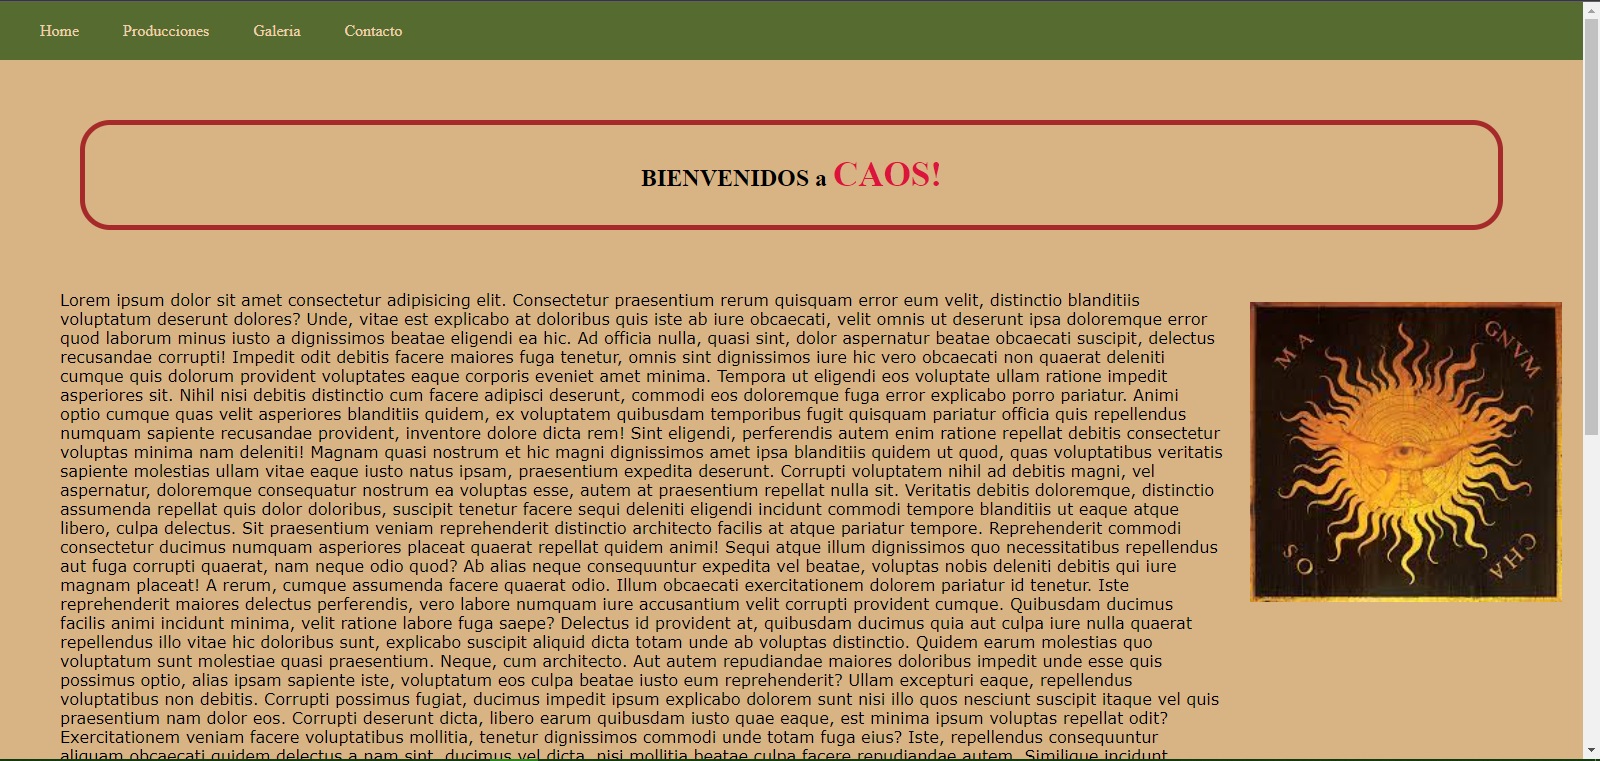 Home Producciones Galeria Contacto
BIENVENIDOS a CAOS!
Lorem ipsum dolor sit amet consectetur adipisicing elit. Consectetur praesentium rerum quisquam error eum velit, distinctio blanditiis
voluptatum deserunt dolores? Unde, vitae est explicabo at doloribus quis iste ab iure obcaecati, velit omnis ut deserunt ipsa doloremque error
quod laborum minus iusto a dignissimos beatae eligendi ea hic. Ad officia nulla, quasi sint, dolor aspernatur beatae obcaecati suscipit, delectus
recusandae corrupti! Impedit odit debitis facere maiores fuga tenetur, omnis sint dignissimos iure hic vero obcaecati non quaerat deleniti
cumque quis dolorum provident voluptates eaque corporis eveniet amet minima. Tempora ut eligendi eos voluptate ullam ratione impedit
asperiores sit. Nihil nisi debitis distinctio cum facere adipisci deserunt, commodi eos doloremque fuga error explicabo porro pariatur. Animi
optio cumque quas velit asperiores blanditiis quidem, ex voluptatem quibusdam temporibus fugit quisquam pariatur officia quis repellendus
numquam sapiente recusandae provident, inventore dolore dicta rem! Sint eligendi, perferendis autem enim ratione repellat debitis consectetur
voluptas minima nam deleniti! Magnam quasi nostrum et hic magni dignissimos amet ipsa blanditiis quidem ut quod, quas voluptatibus veritatis
sapiente molestias ullam vitae eaque iusto natus ipsam, praesentium expedita deserunt. Corrupti voluptatem nihil ad debitis magni, vel
aspernatur, doloremque consequatur nostrum ea voluptas esse, autem at praesentium repellat nulla sit. Veritatis debitis doloremque, distinctio
assumenda repellat quis dolor doloribus, suscipit tenetur facere sequi deleniti eligendi incidunt commodi tempore blanditiis ut eaque atque
libero, culpa delectus. Sit praesentium veniam reprehenderit distinctio architecto facilis at atque pariatur tempore. Reprehenderit commodi
consectetur ducimus numquam asperiores placeat quaerat repellat quidem animi! Sequi atque illum dignissimos quo necessitatibus repellendus
aut fuga corrupti quaerat, nam neque odio quod? Ab alias neque consequuntur expedita vel beatae, voluptas nobis deleniti debitis qui iure
magnam placeat! A rerum, cumque assumenda facere quaerat odio. Illum obcaecati exercitationem dolorem pariatur id tenetur. Iste
reprehenderit maiores delectus perferendis, vero labore numquam iure accusantium velit corrupti provident cumque. Quibusdam ducimus
facilis animi incidunt minima, velit ratione labore fuga saepe? Delectus id provident at, quibusdam ducimus quia aut culpa iure nulla quaerat
repellendus illo vitae hic doloribus sunt, explicabo suscipit aliquid dicta totam unde ab voluptas distinctio. Quidem earum molestias quo
voluptatum sunt molestiae quasi praesentium. Neque, cum architecto. Aut autem repudiandae maiores doloribus impedit unde esse quis
possimus optio, alias ipsam sapiente iste, voluptatum eos culpa beatae iusto eum reprehenderit? Ullam excepturi eaque, repellendus
voluptatibus non debitis. Corrupti possimus fugiat, ducimus impedit ipsum explicabo dolorem sunt nisi illo quos nesciunt suscipit itaque vel quis
praesentium nam dolor eos. Corrupti deserunt dicta, libero earum quibusdam iusto quae eaque, est minima ipsum voluptas repellat odit?
Exercitationem veniam facere voluptatibus mollitia, tenetur dignissimos commodi unde totam fuga eius? Iste, repellendus consequuntur
aliquam obcaecati quidem delectus a nam sint, ducimus vel dicta, nisi mollitia beatae culpa facere repudiandae autem. Similique incidunt
MA GNVM
OS CHA